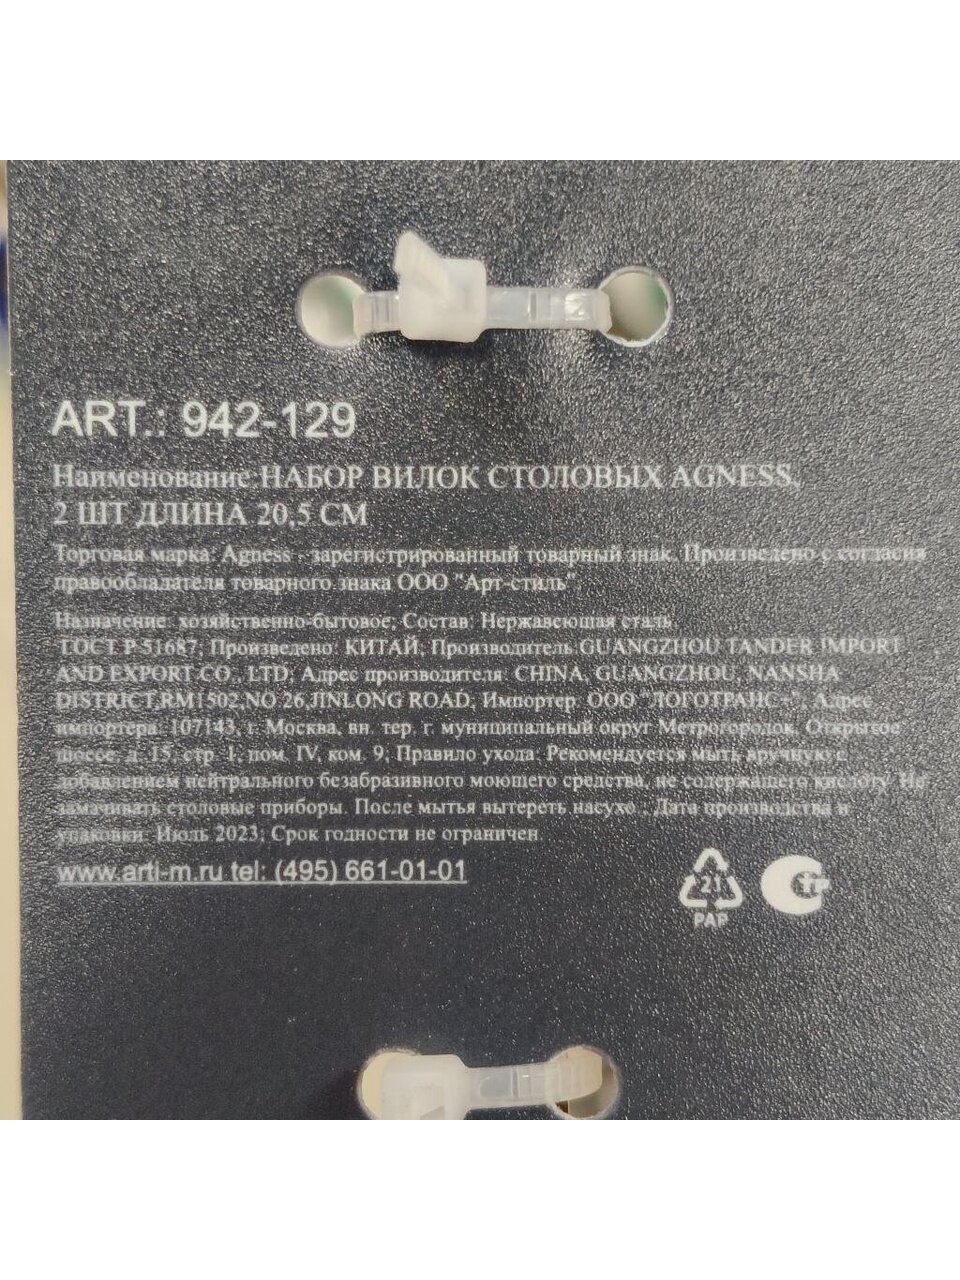 ART.: 942-129
Наименование:НАБОР ВИЛОК СТОЛОВЫХ AGNESS,
2 ШТ ДЛИНА 20,5 СМ
Торговая марка: Agness - зарегистрированный товарный знак. Произведено с согласия
правообладателя товарного знака ООО "Арт-стиль"
Назначение: хозяйственно-бытовое; Состав: Нержавеющая сталь.
ГОСТ Р 51687; Произведено: КИТАЙ; Производитель:GUANGZHOU TANDER IMPORT
AND EXPORT CO., LTD; Адрес производителя: CHINA, GUANGZHOU, NANSHA
DISTRICT,RM1502,NO.26,JINLONG ROAD; Импортер: ООО "ЛОГОТРАНС+"; Адрес
импортера: 107143, г. Москва, вн. тер. г. муниципальный округ Метрогородок, Открытое
шоссе, д. 15, стр. 1, пом. IV, ком. 9; Правило ухода: Рекомендуется мыть вручную с
добавлением нейтрального безабразивного моющего средства, не содержащего кислоту. Не
замачивать столовые приборы. После мытья вытереть насухо.; Дата производства и
упаковки: Июль 2023; Срок годности не ограничен.
www.arti-m.ru tel: (495) 661-01-01
21
PAP
СТР